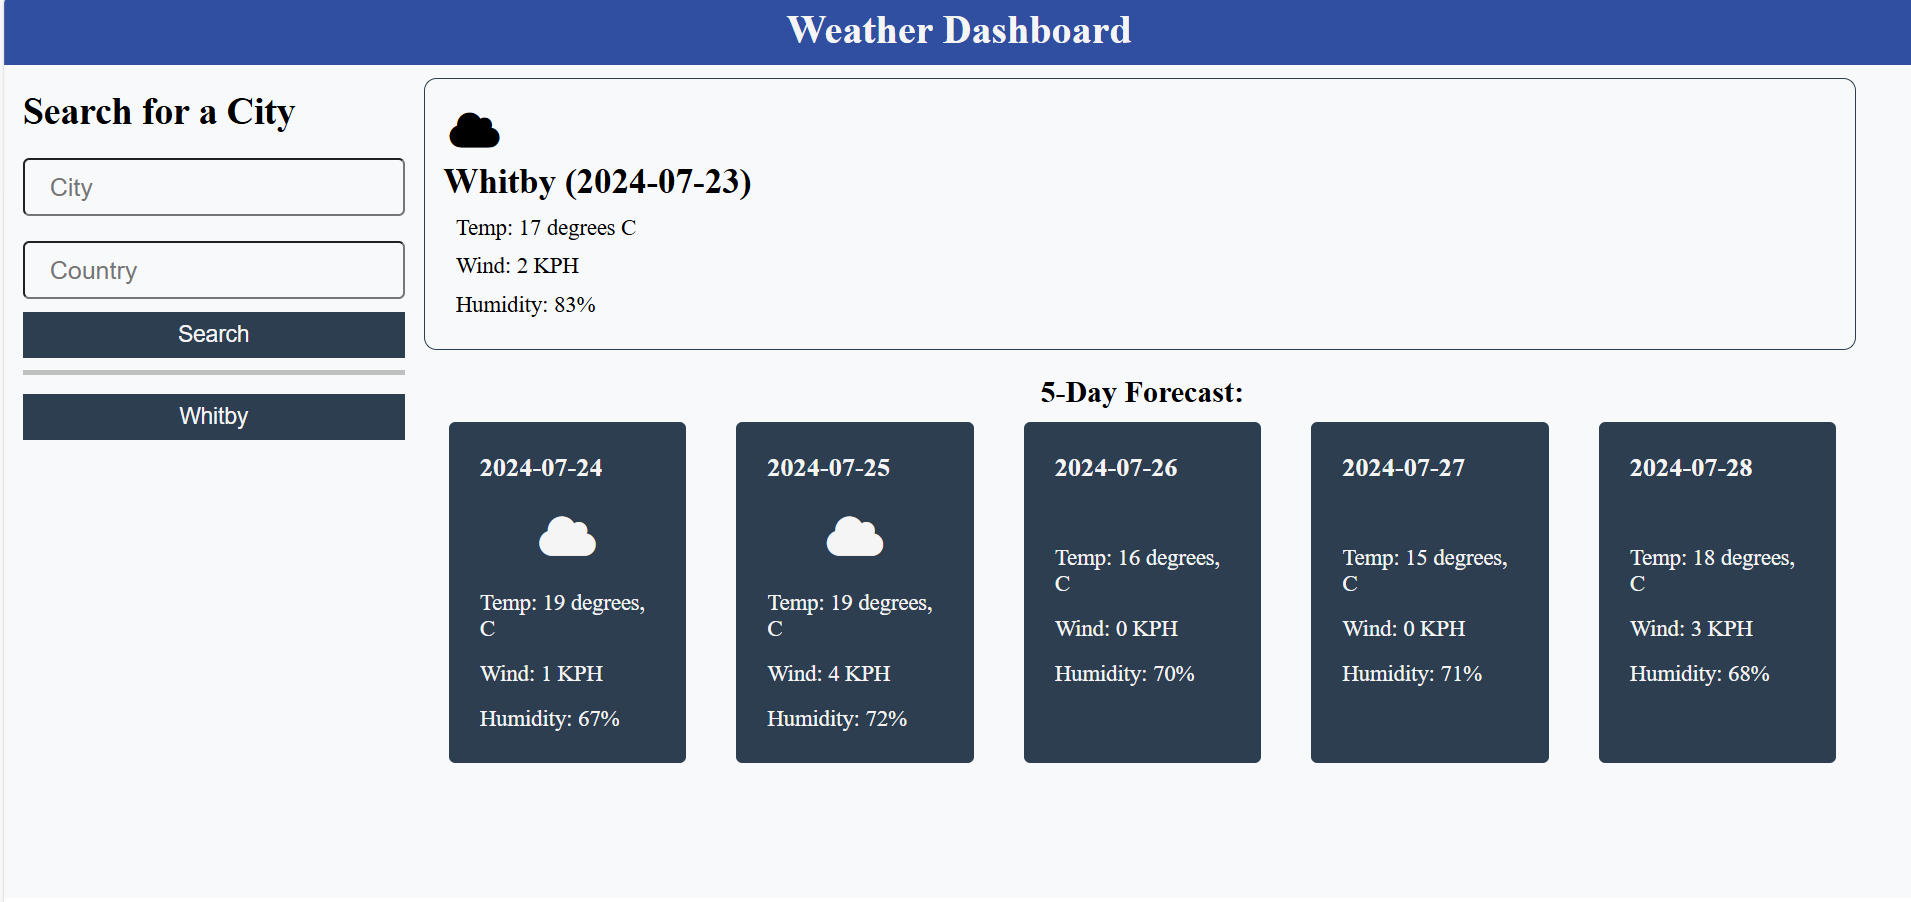 Weather Dashboard
Search for a City
City
Country
Search
Whitby
Whitby (2024-07-23)
Temp: 17 degrees C
Wind: 2 KPH
Humidity: 83%
5-Day Forecast:
2024-07-24
Temp: 19 degrees,
C
Wind: 1 KPH
Humidity: 67%
2024-07-25
Temp: 19 degrees,
C
Wind: 4 KPH
Humidity: 72%
2024-07-26
Temp: 16 degrees,
C
Wind: 0 KPH
Humidity: 70%
2024-07-27
Temp: 15 degrees,
C
Wind: 0 KPH
Humidity: 71%
2024-07-28
Temp: 18 degrees,
C
Wind: 3 KPH
Humidity: 68%